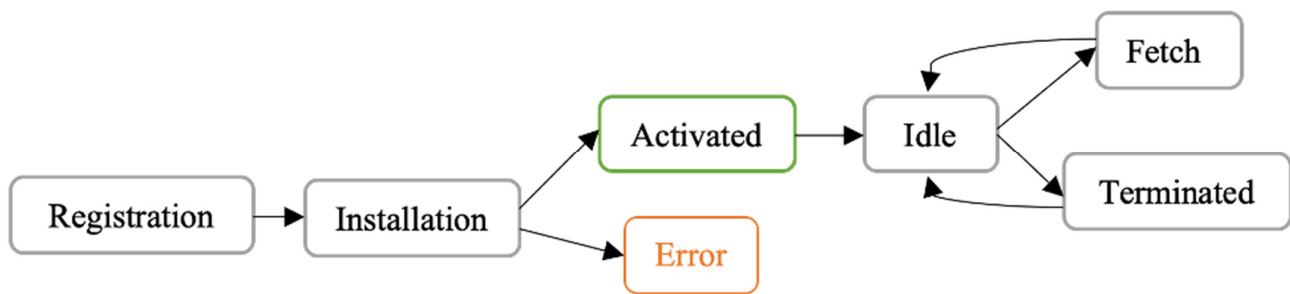 Registration
Installation
Activated
Error
Idle
Fetch
Terminated